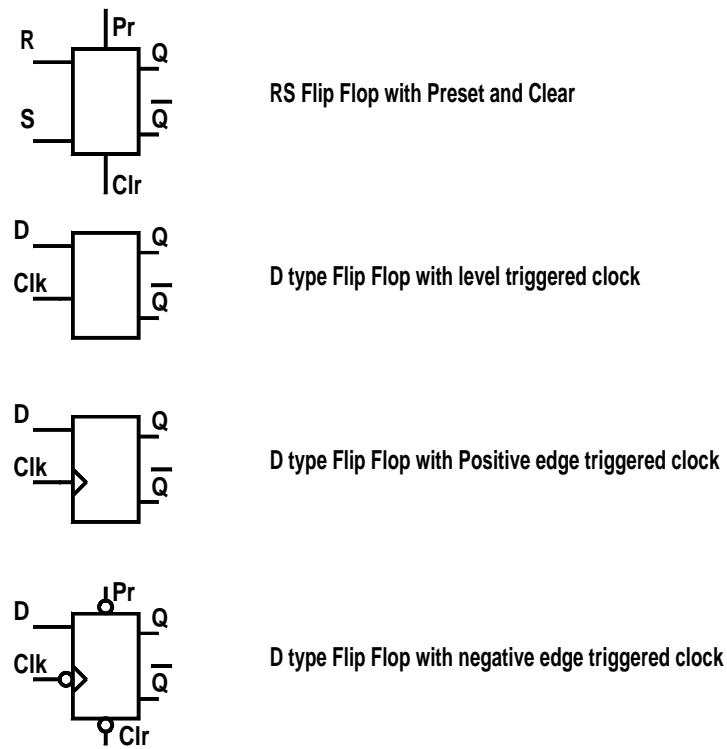 Pr
R
Q
RS Flip Flop with Preset and Clear
S
Q̅
Clr
D
Q
D type Flip Flop with level triggered clock
Clk
Q̅
D
Q
D type Flip Flop with Positive edge triggered clock
Clk
Q̅
Pr
D
Q
D type Flip Flop with negative edge triggered clock
Clk
Q̅
Clr